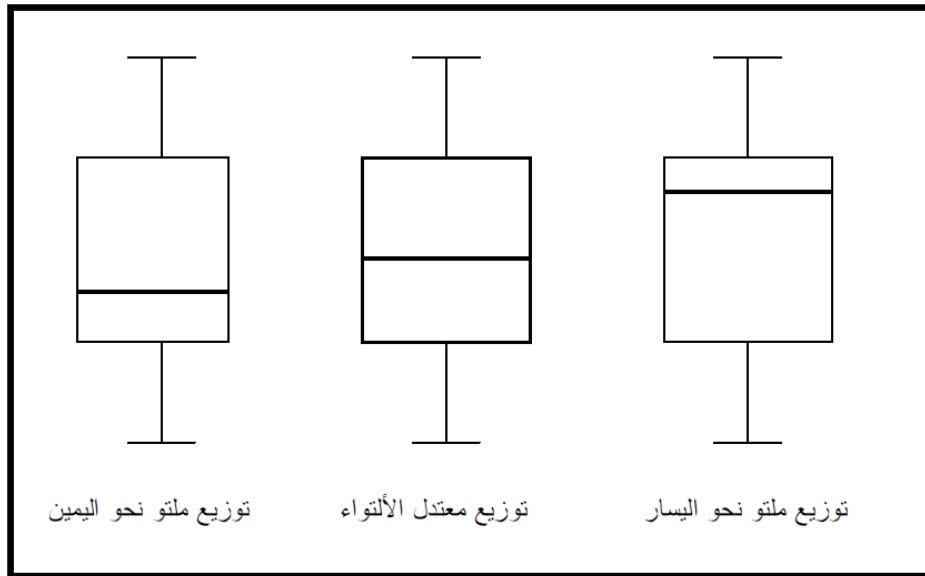 توزيع ملتو نحو اليسار
توزيع معتدل الألتواء
توزيع ملتو نحو اليمين